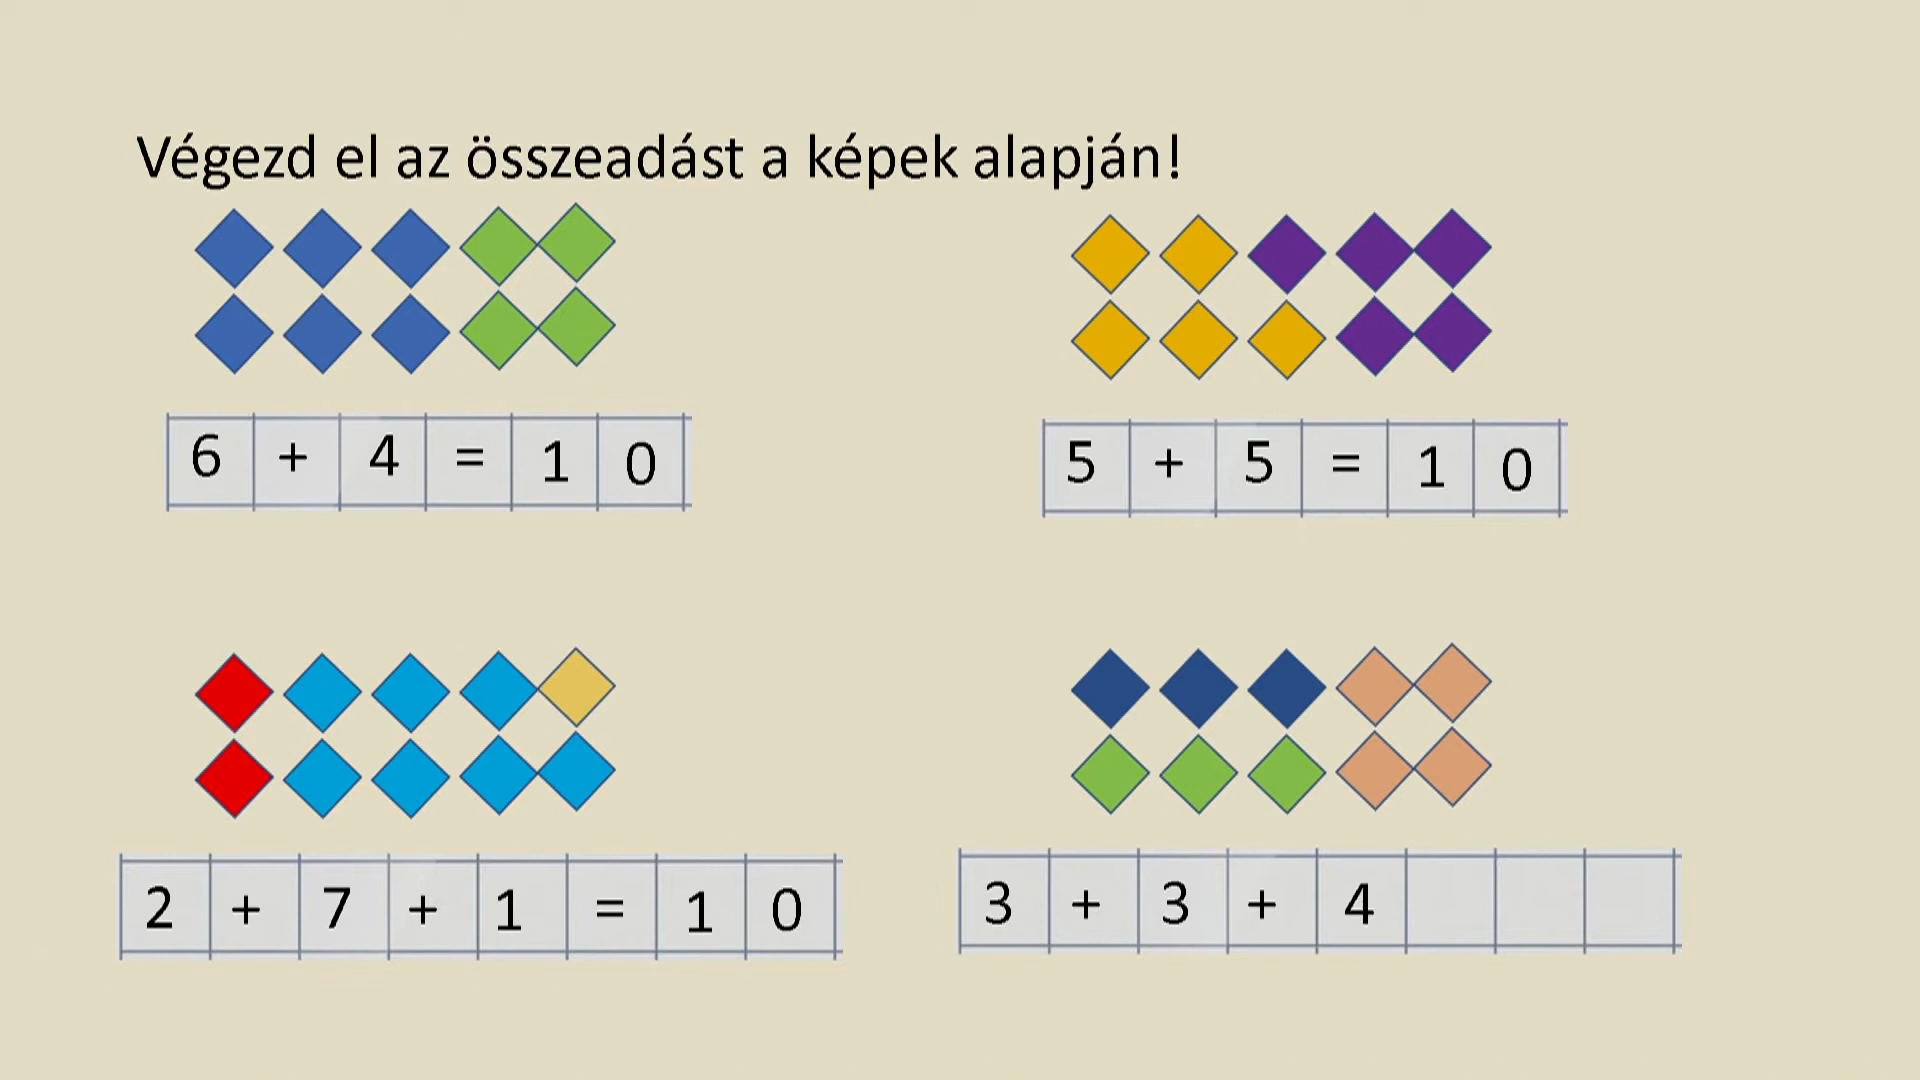 Végezd el az összeadást a képek alapján!
6 + 4 = 1 0
5 + 5 = 1 0
2 + 7 + 1 = 1 0
3 + 3 + 4